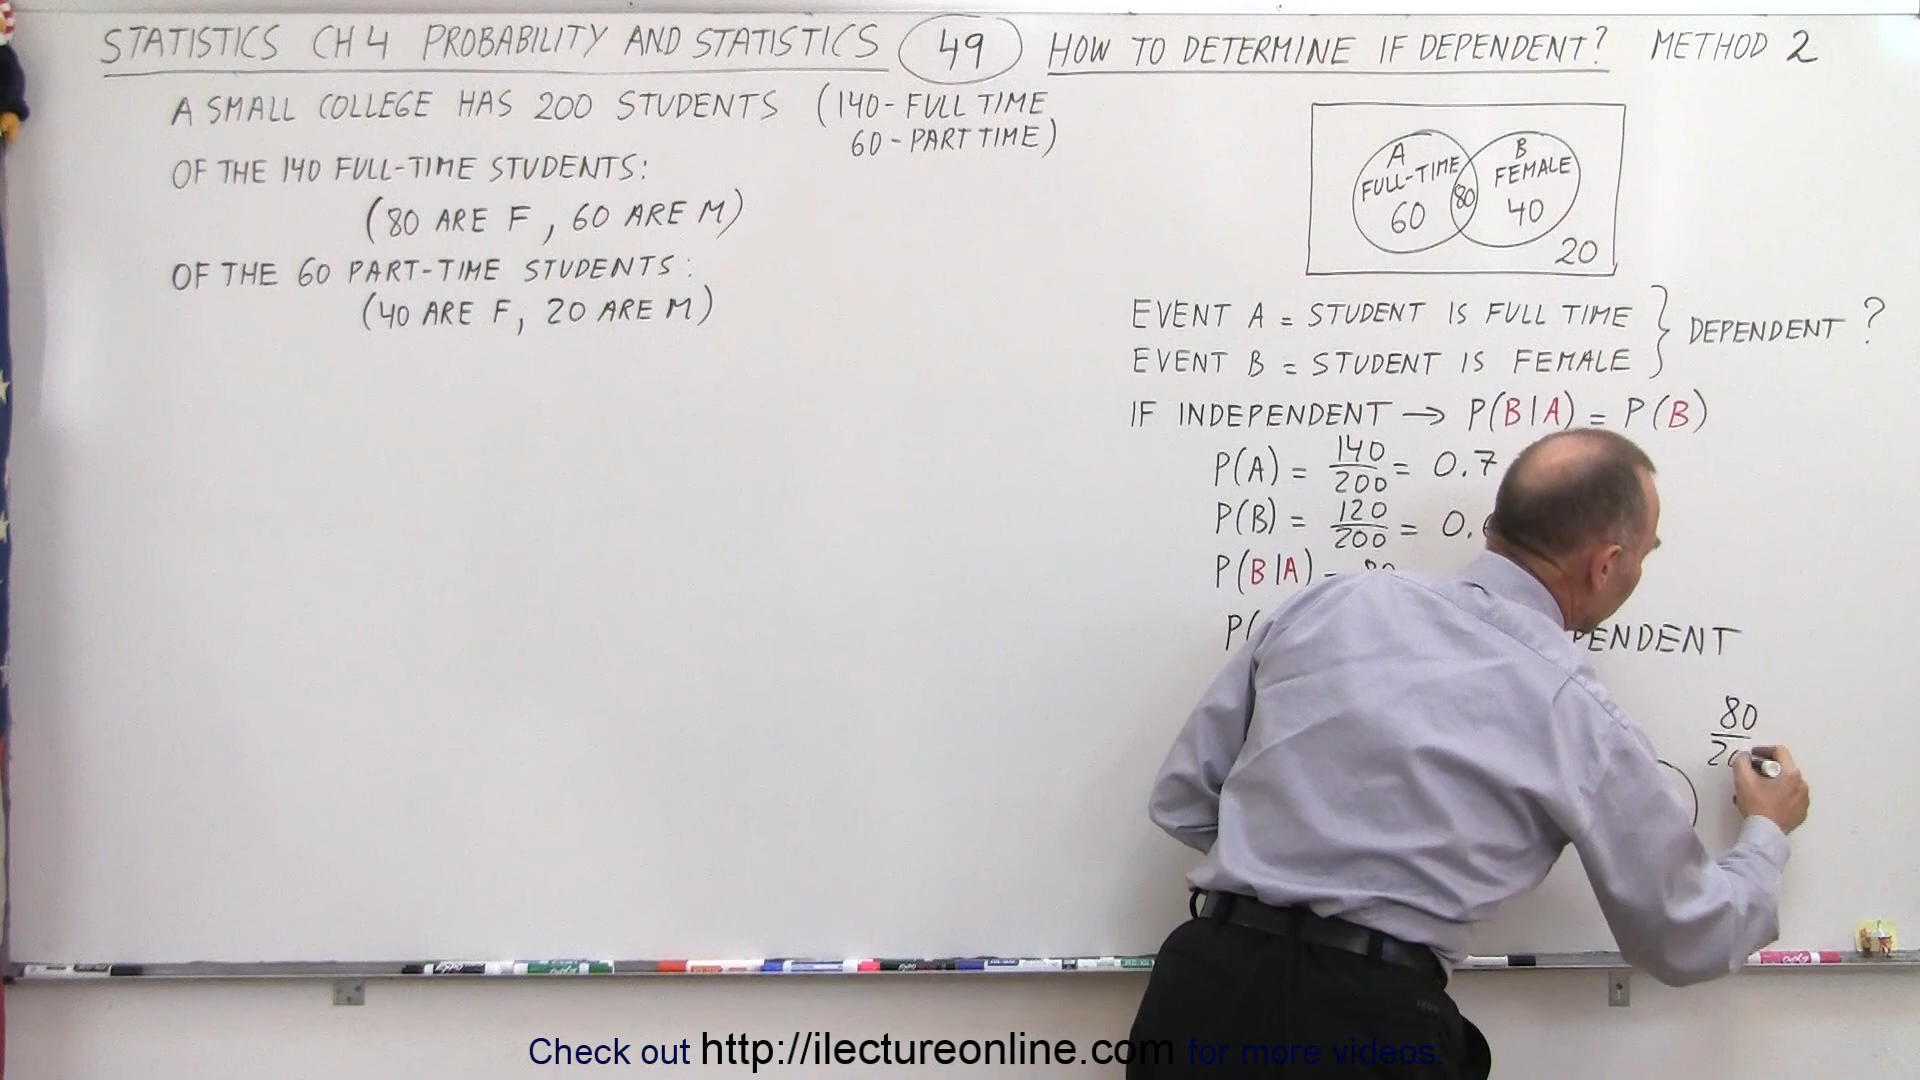 STATISTICS CH 4 PROBABILITY AND STATISTICS 49 HOW TO DETERMINE IF DEPENDENT? METHOD 2
A SMALL COLLEGE HAS 200 STUDENTS (140 - FULL TIME
60 - PART TIME)
OF THE 140 FULL-TIME STUDENTS:
(80 ARE F, 60 ARE M)
OF THE 60 PART-TIME STUDENTS:
(40 ARE F, 20 ARE M)
A B
FULL-TIME FEMALE
60 80 40
20
EVENT A = STUDENT IS FULL TIME
EVENT B = STUDENT IS FEMALE
DEPENDENT?
IF INDEPENDENT → P(B|A) = P(B)
P(A) = 140/200 = 0.7
P(B) = 120/200 = 0.
P(B|A)
P(
80
Check out http://ilectureonline.com for more videos.